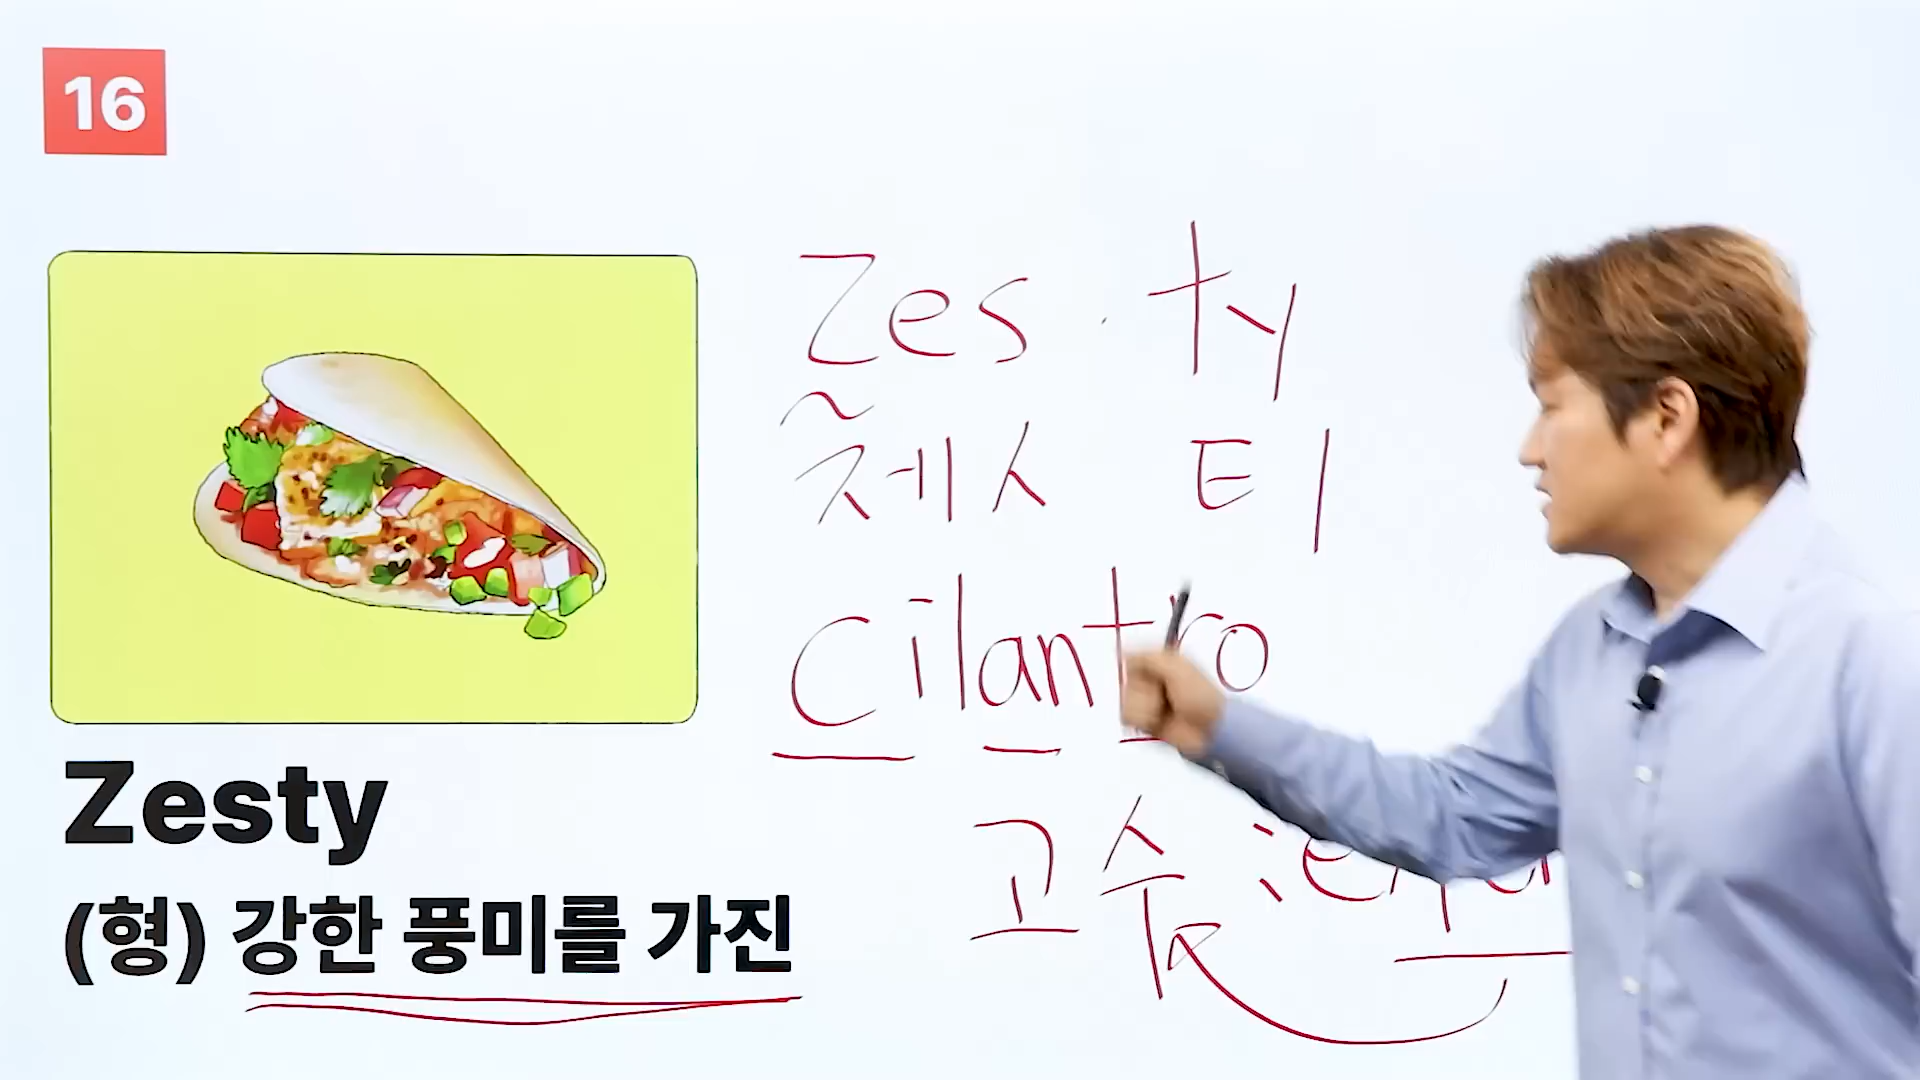 16
Zes · ty
제스 티
Cilantro
고수 :
Zesty
(형) 강한 풍미를 가진